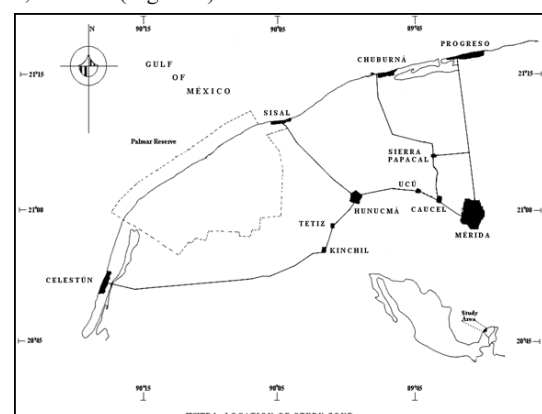 N
90°15
90°05
89°45
PROGRESO
CHUBURNÁ
GULF
OF
MÉXICO
21°15
21°15
SISAL
Palmar Reserve
SIERRA
PAPACAL
UCÚ
21°00
21°00
HUNUCMÁ
CAUCEL
MÉRIDA
TETIZ
KINCHIL
CELESTÚN
Study
Area
20°45
20°45
90°15
90°05
89°45